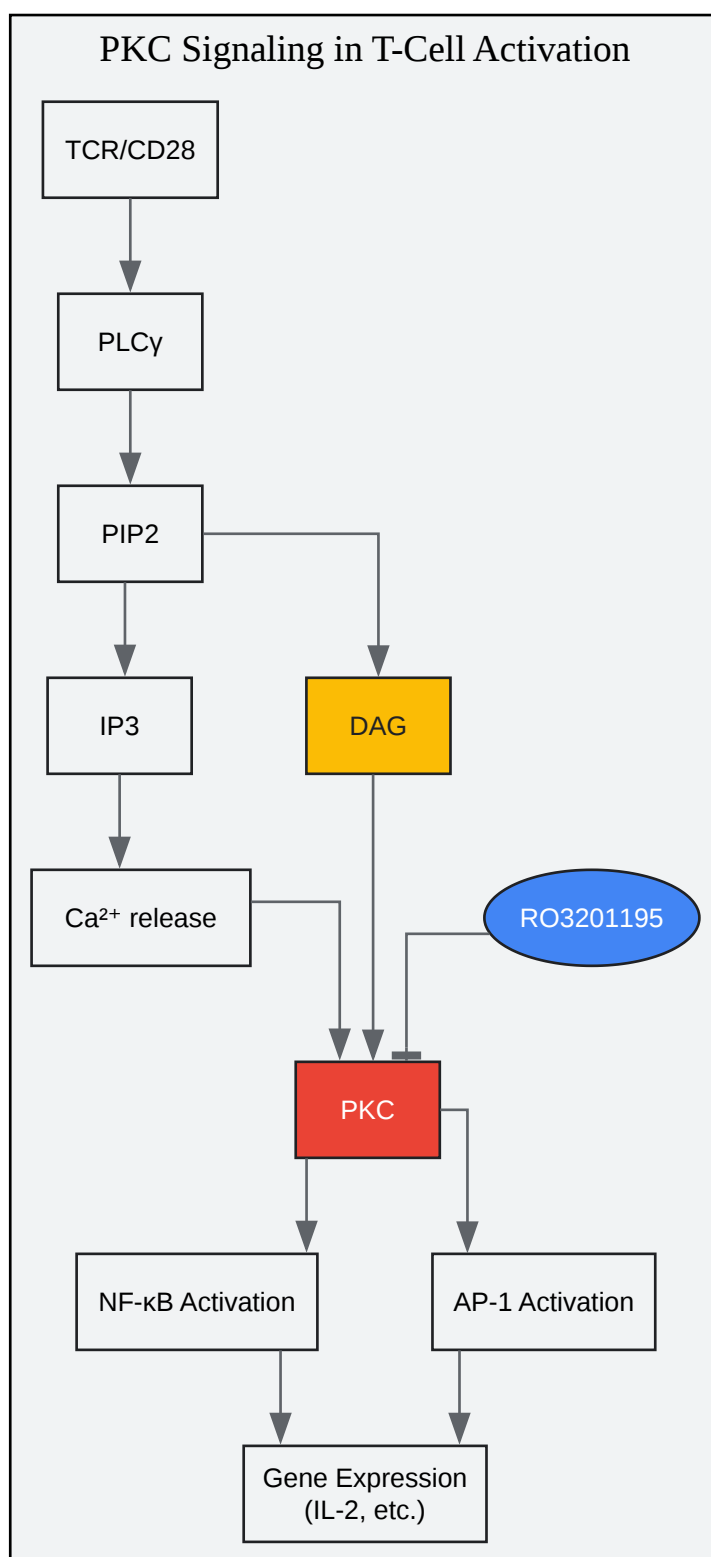 PKC Signaling in T-Cell Activation
TCR/CD28
PLCγ
PIP2
IP3
DAG
Ca²⁺ release
RO3201195
PKC
NF-κB Activation
AP-1 Activation
Gene Expression
(IL-2, etc.)